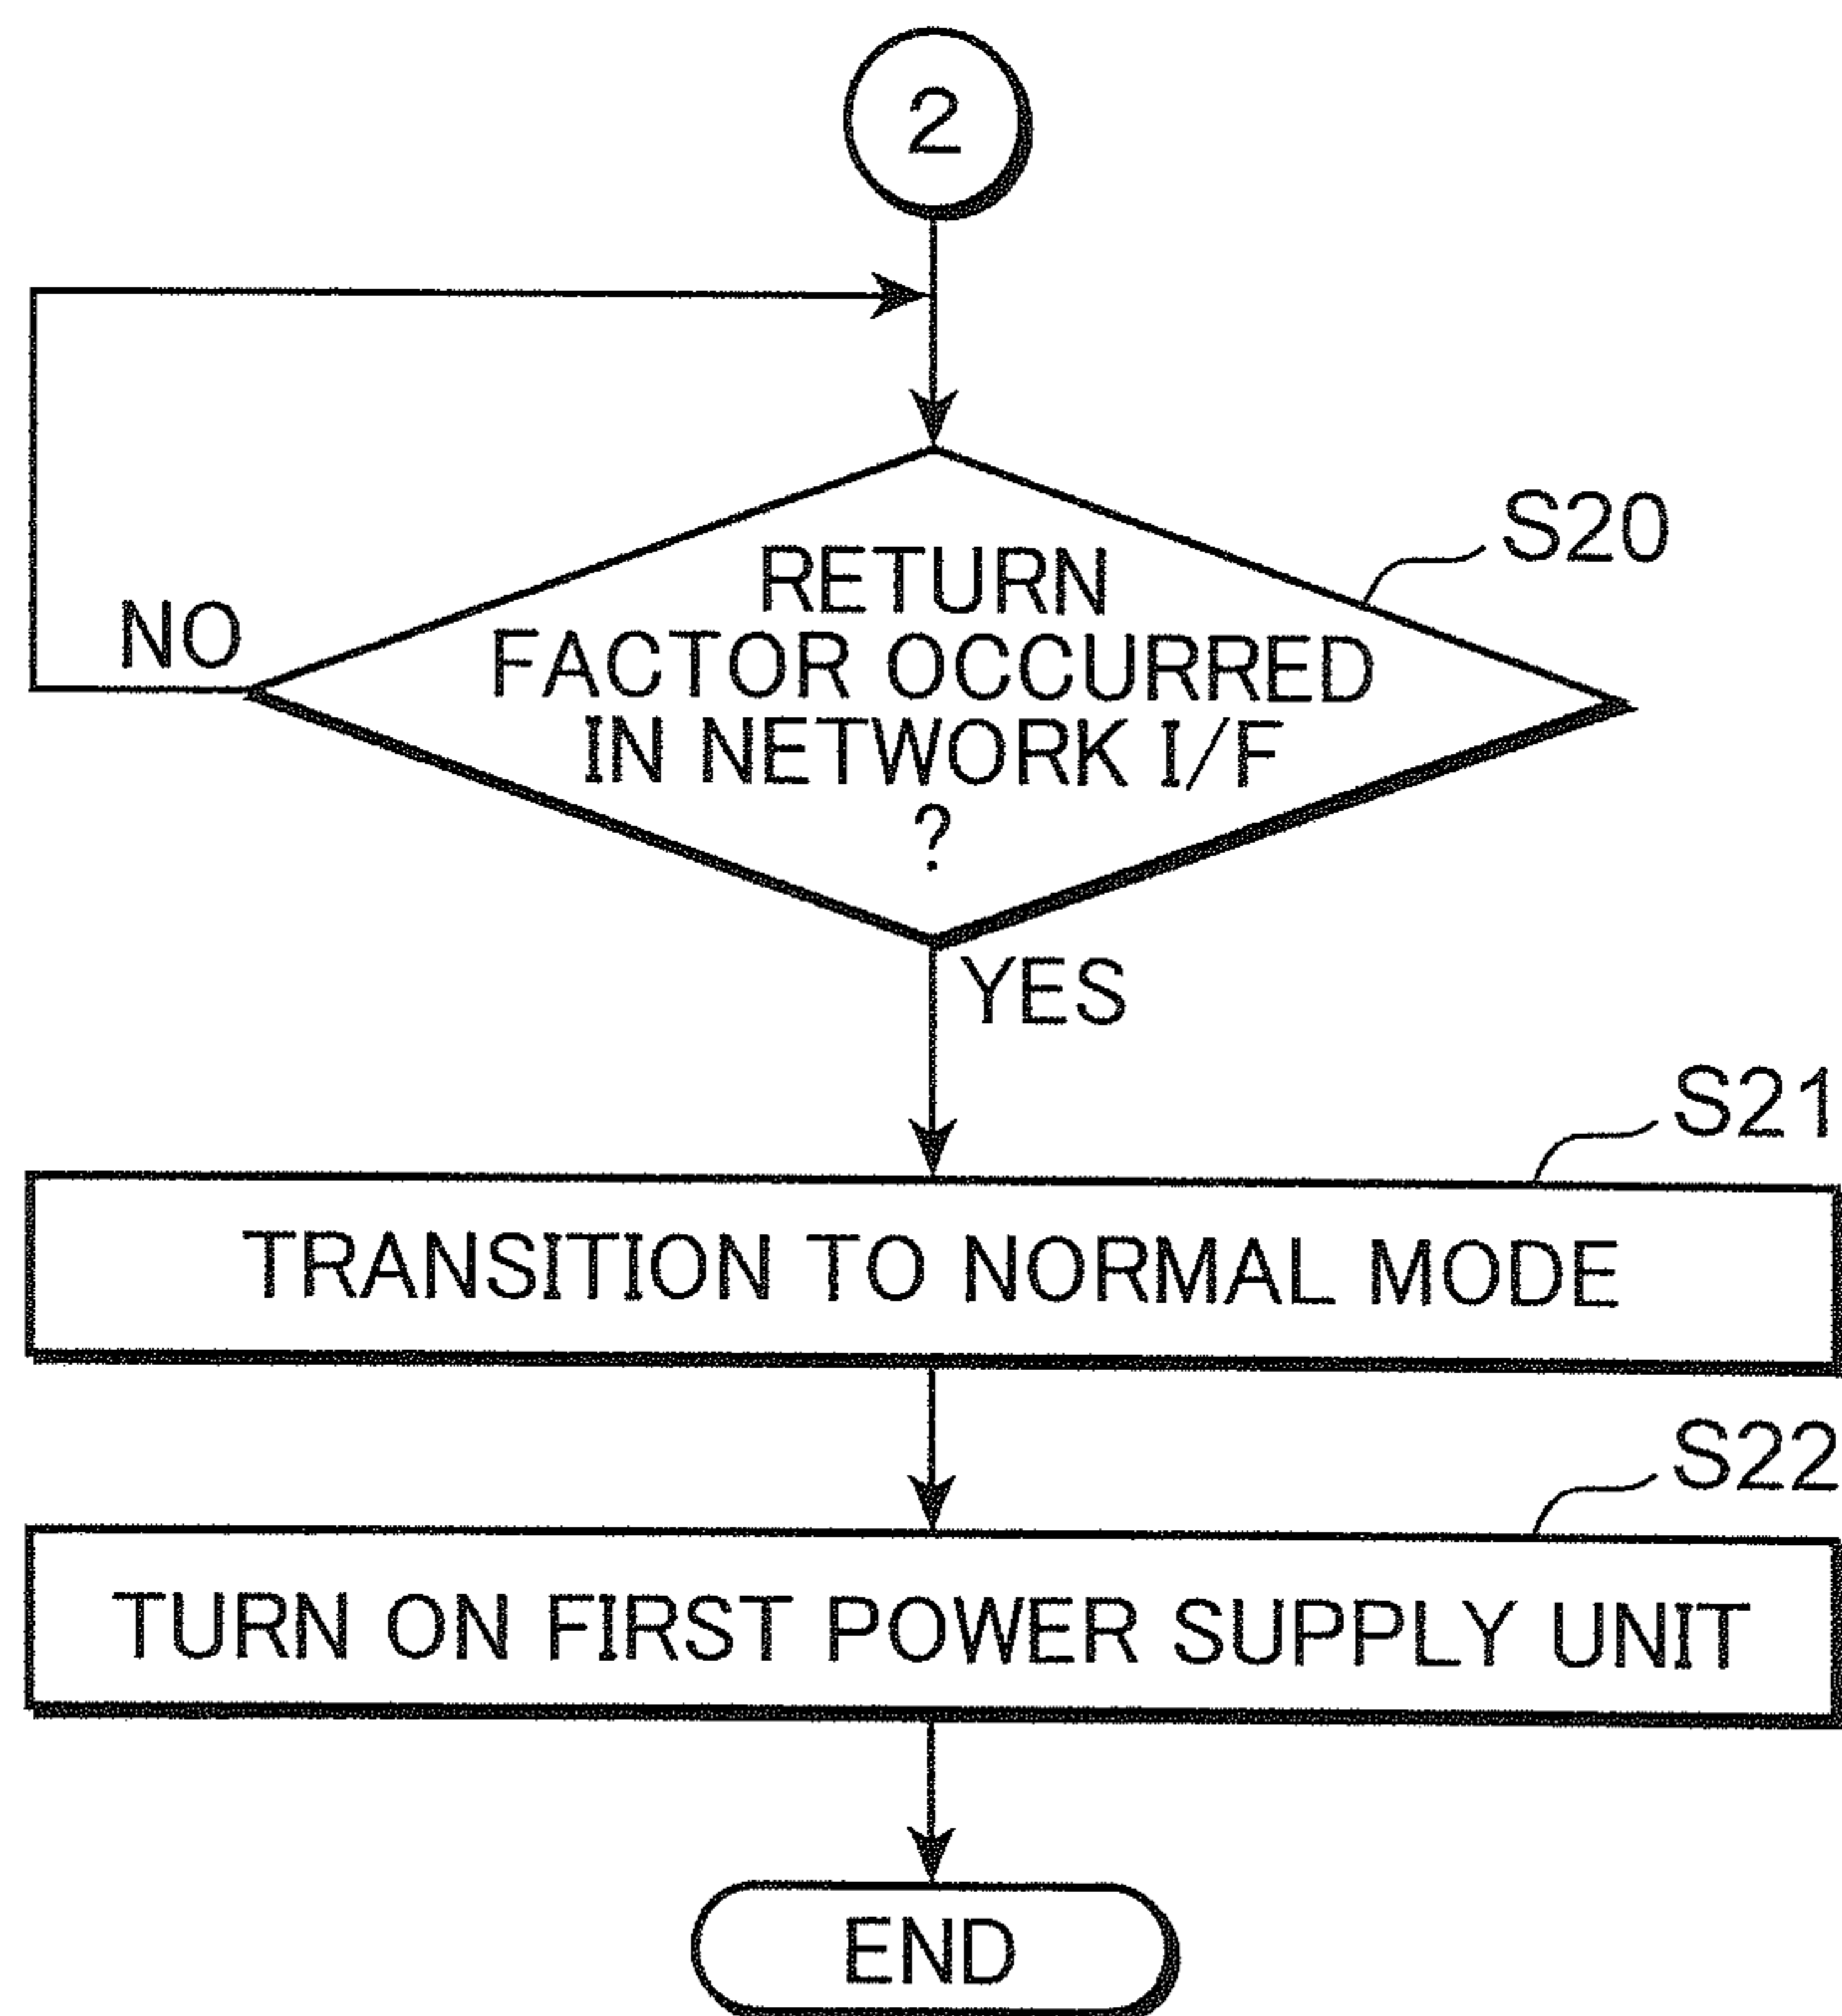 2
S20
RETURN
FACTOR OCCURRED
IN NETWORK I/F
?
NO
YES
S21
TRANSITION TO NORMAL MODE
S22
TURN ON FIRST POWER SUPPLY UNIT
END